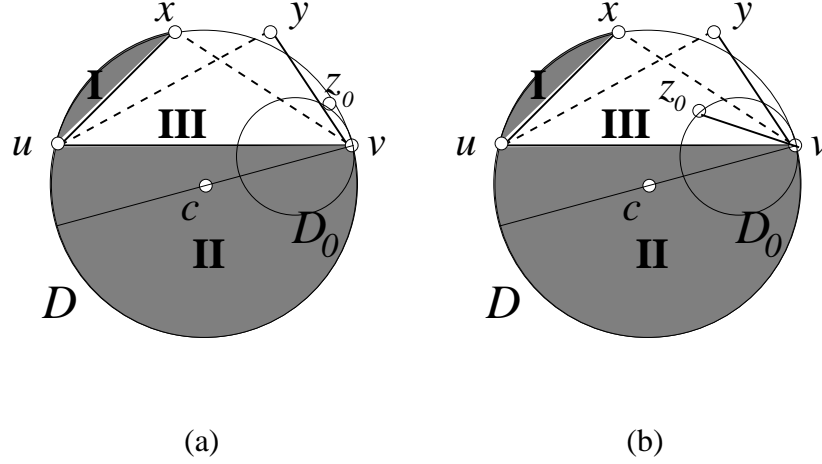 x y x y
I z₀ I z₀
u III v u III v
c D₀ c D₀
II II
D D
(a) (b)